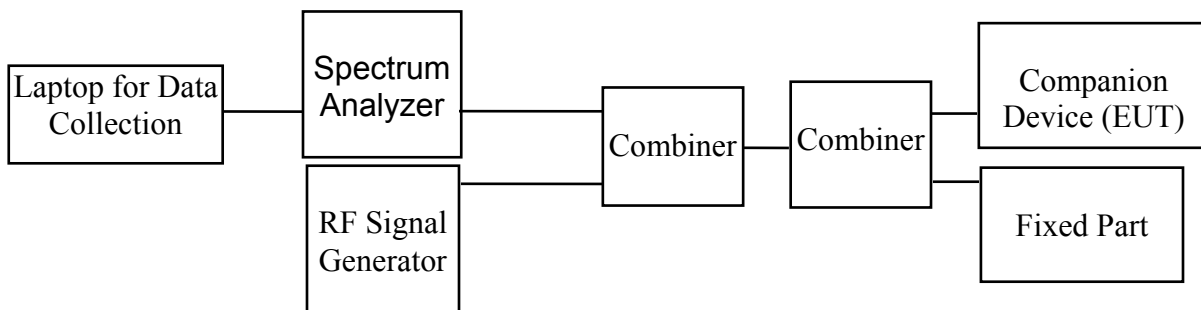 Laptop for Data
Collection
Spectrum
Analyzer
RF Signal
Generator
Combiner
Combiner
Companion
Device (EUT)
Fixed Part